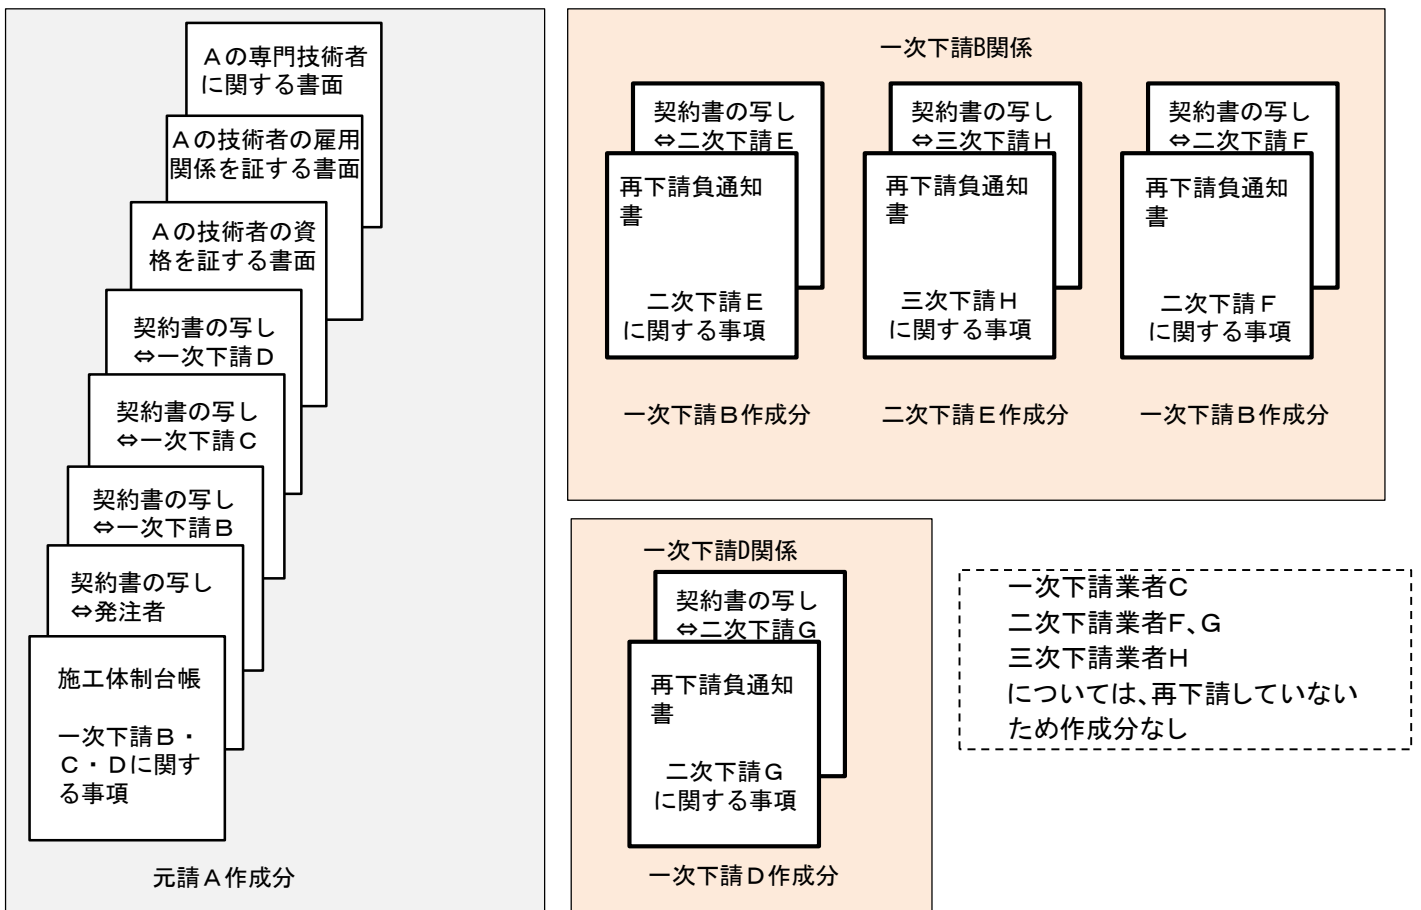 Ａの専門技術者
に関する書面
Ａの技術者の雇用
関係を証する書面
Ａの技術者の資
格を証する書面
契約書の写し
⇔一次下請Ｄ
契約書の写し
⇔一次下請Ｃ
契約書の写し
⇔一次下請Ｂ
契約書の写し
⇔発注者
施工体制台帳
一次下請Ｂ・
Ｃ・Ｄに関す
る事項
元請Ａ作成分
一次下請B関係
契約書の写し
⇔二次下請Ｅ
再下請負通知
書
二次下請Ｅ
に関する事項
一次下請Ｂ作成分
契約書の写し
⇔三次下請Ｈ
再下請負通知
書
三次下請Ｈ
に関する事項
二次下請Ｅ作成分
契約書の写し
⇔二次下請Ｆ
再下請負通知
書
二次下請Ｆ
に関する事項
一次下請Ｂ作成分
一次下請D関係
契約書の写し
⇔二次下請Ｇ
再下請負通知
書
二次下請Ｇ
に関する事項
一次下請Ｄ作成分
一次下請業者Ｃ
二次下請業者Ｆ、Ｇ
三次下請業者Ｈ
については、再下請していない
ため作成分なし